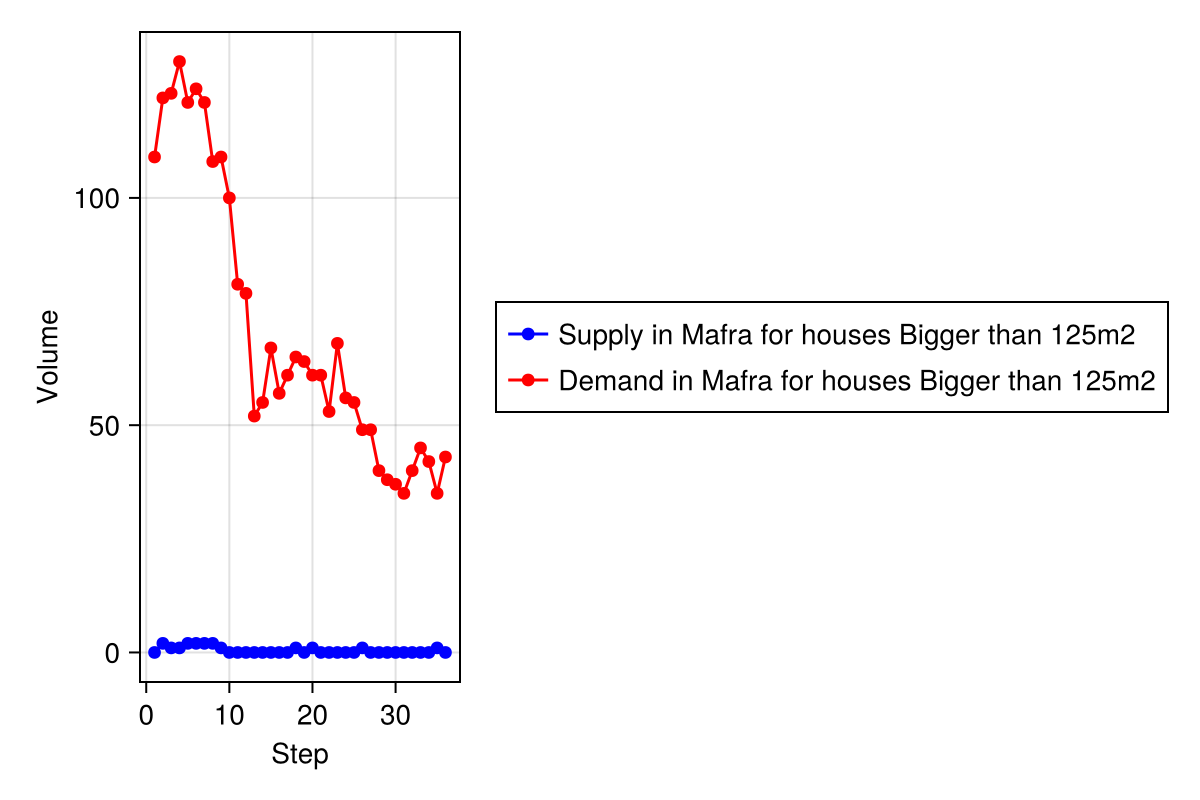 Volume
100
50
0
0 10 20 30
Step
Supply in Mafra for houses Bigger than 125m2
Demand in Mafra for houses Bigger than 125m2